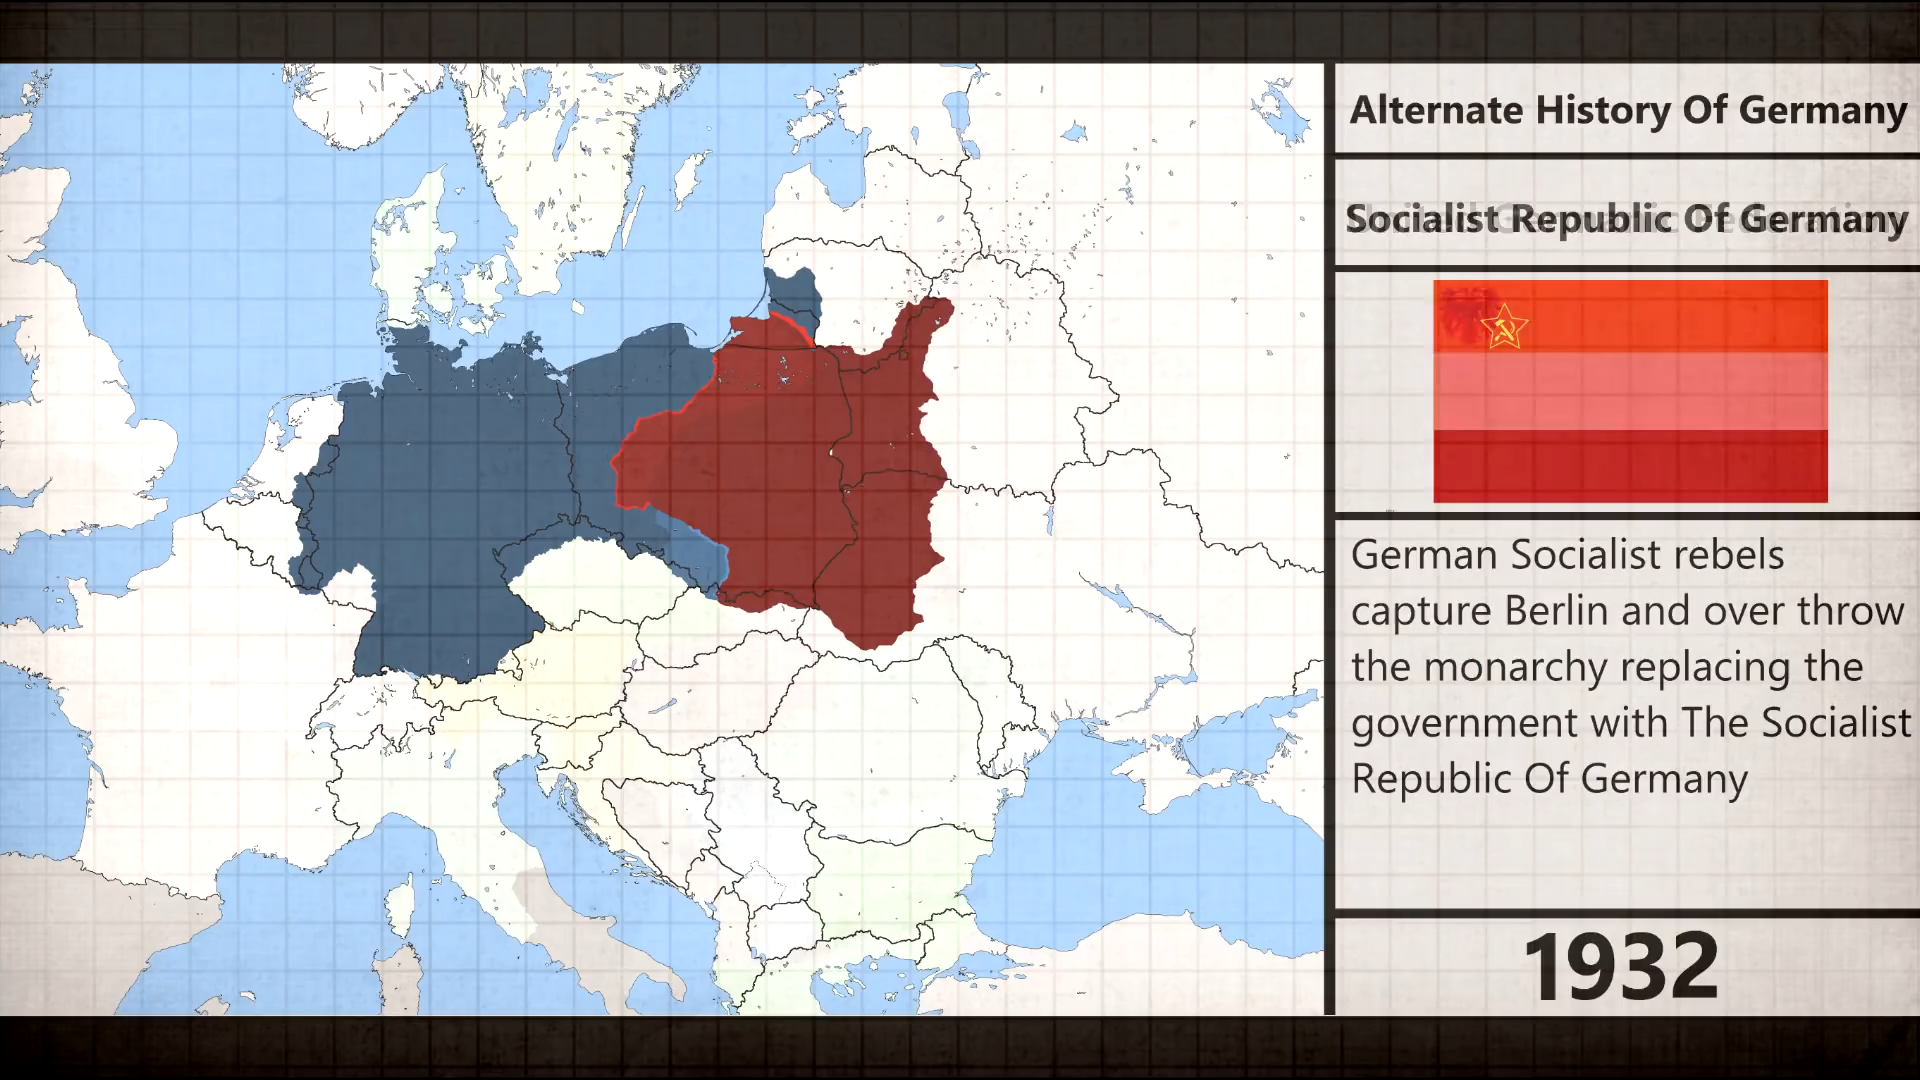 Alternate History Of Germany
Socialist Republic Of Germany
German Socialist rebels
capture Berlin and over throw
the monarchy replacing the
government with The Socialist
Republic Of Germany
1932